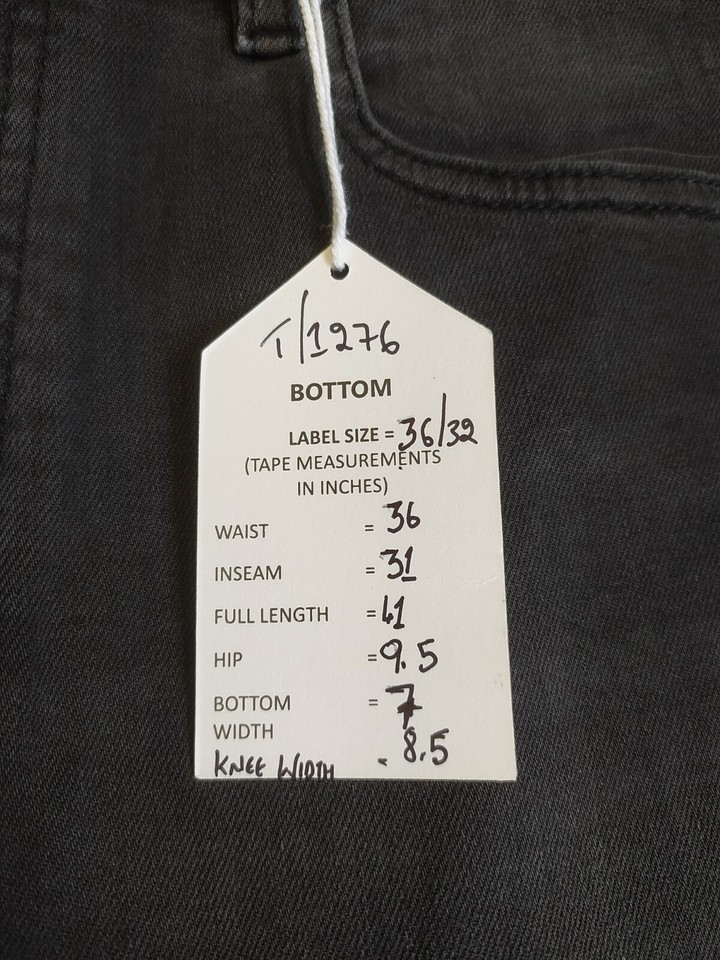 T/1276
BOTTOM
LABEL SIZE = 36/32
(TAPE MEASUREMENTS
IN INCHES)
WAIST = 36
INSEAM = 31
FULL LENGTH = 41
HIP = 9.5
BOTTOM = 7
WIDTH
KNEE WIDTH - 8.5